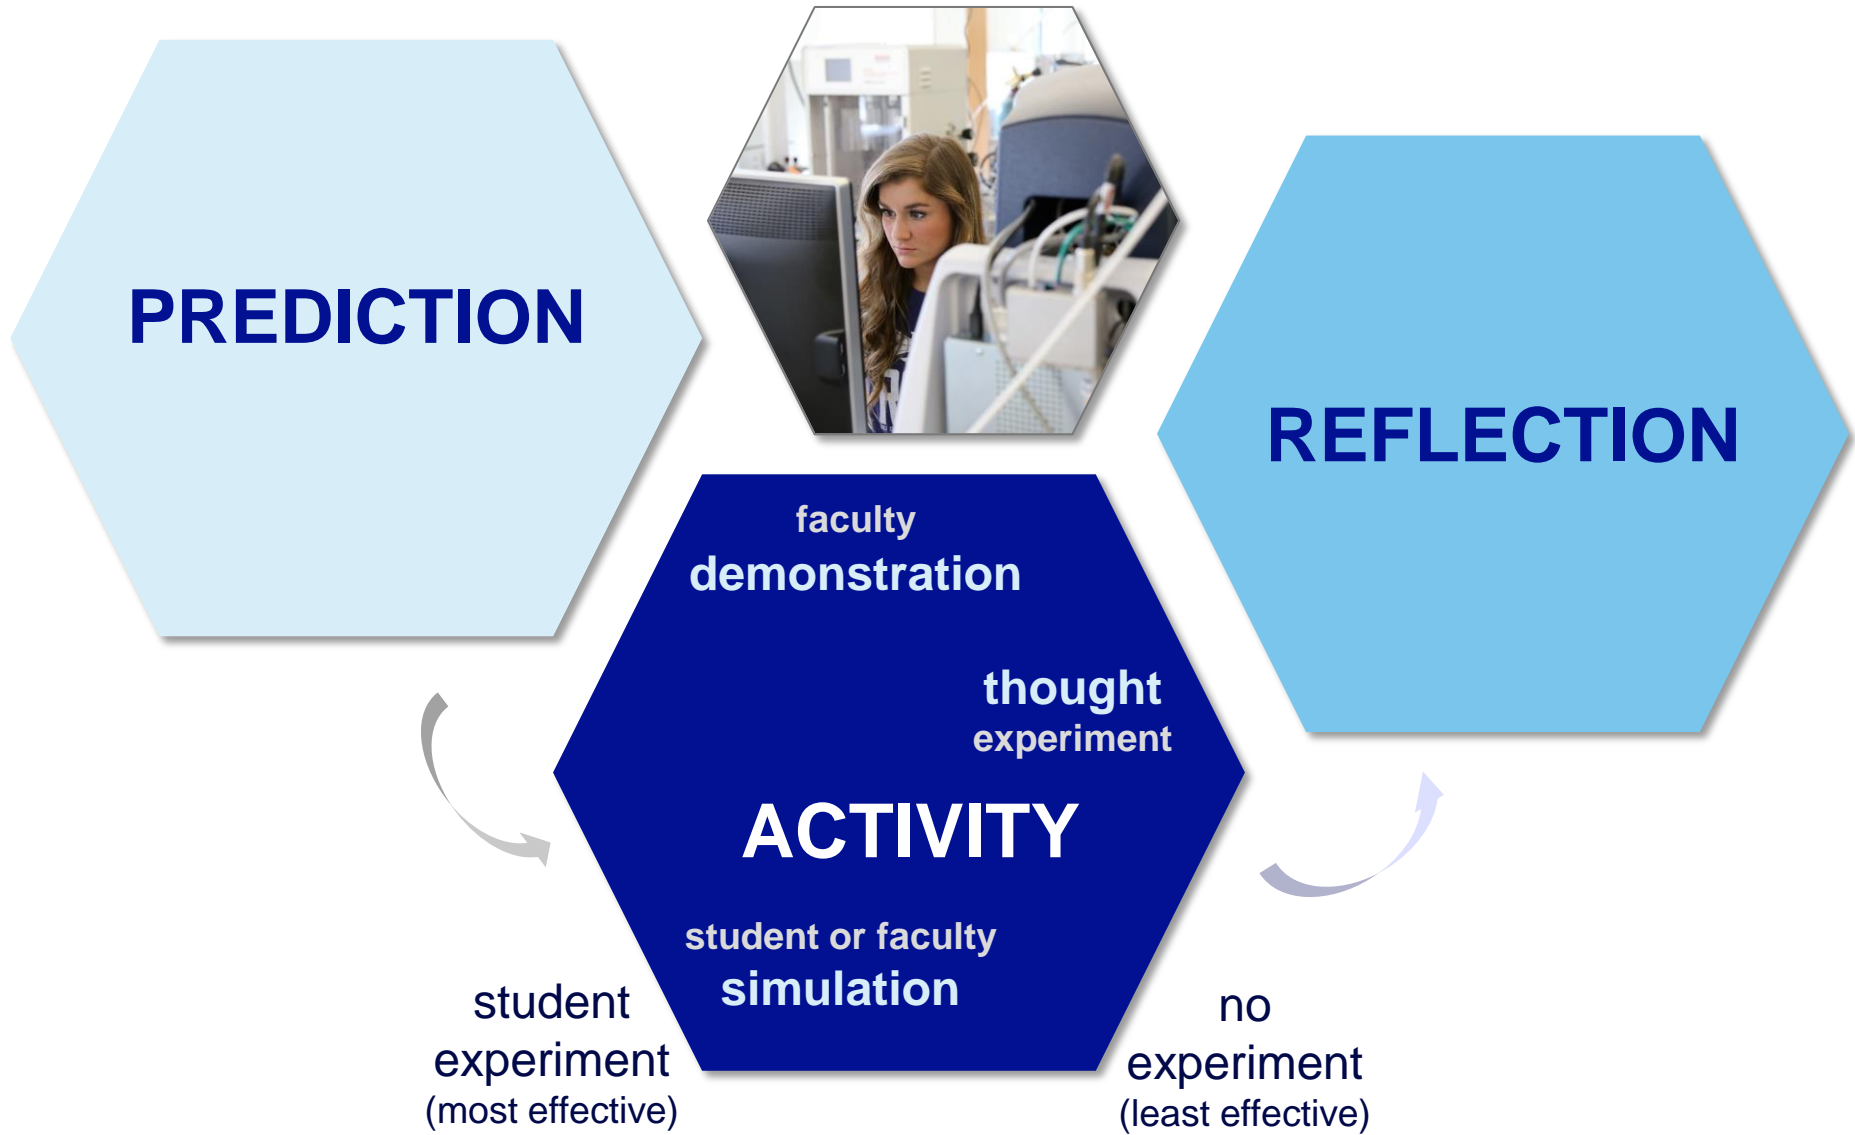 PREDICTION
REFLECTION
faculty
demonstration
thought
experiment
ACTIVITY
student or faculty
simulation
student
experiment
(most effective)
no
experiment
(least effective)